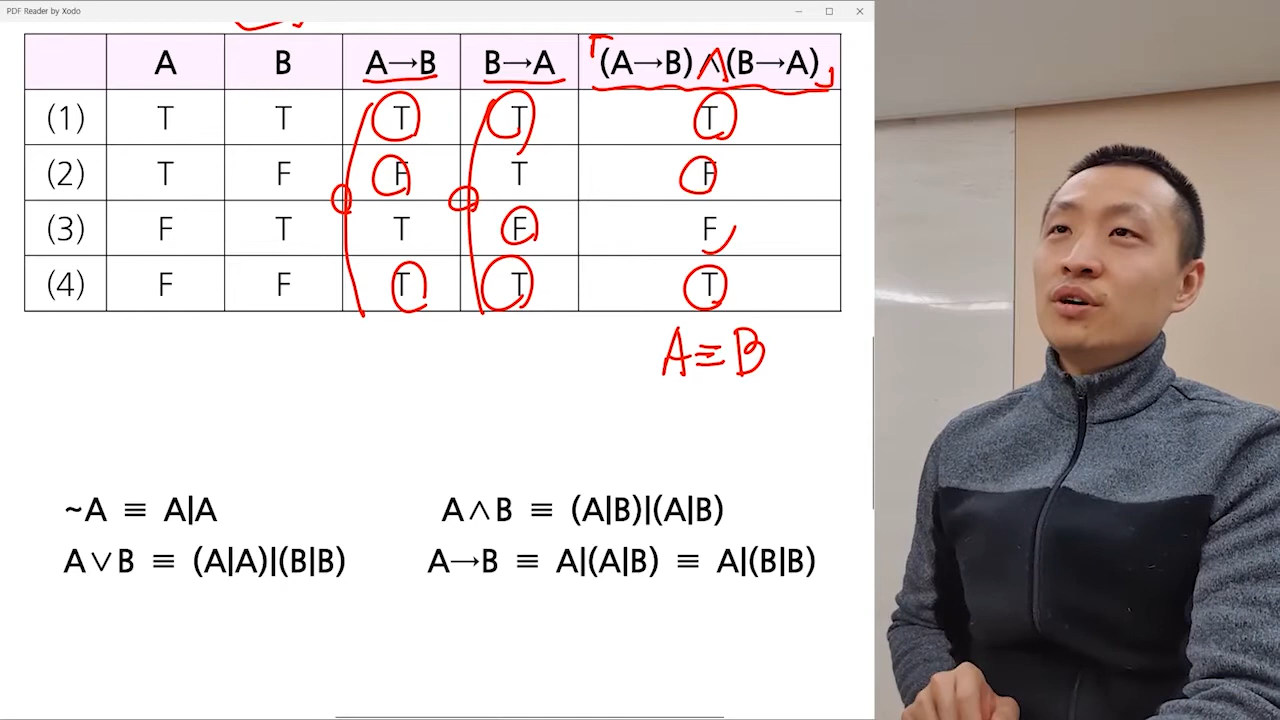 PDF Reader by Xodo
A B A→B B→A 「(A→B)∧(B→A)」
(1) T T T T T
(2) T F F T F
(3) F T T F F
(4) F F T T T
A≡B
~A ≡ A|A A∧B ≡ (A|B)|(A|B)
A∨B ≡ (A|A)|(B|B) A→B ≡ A|(A|B) ≡ A|(B|B)